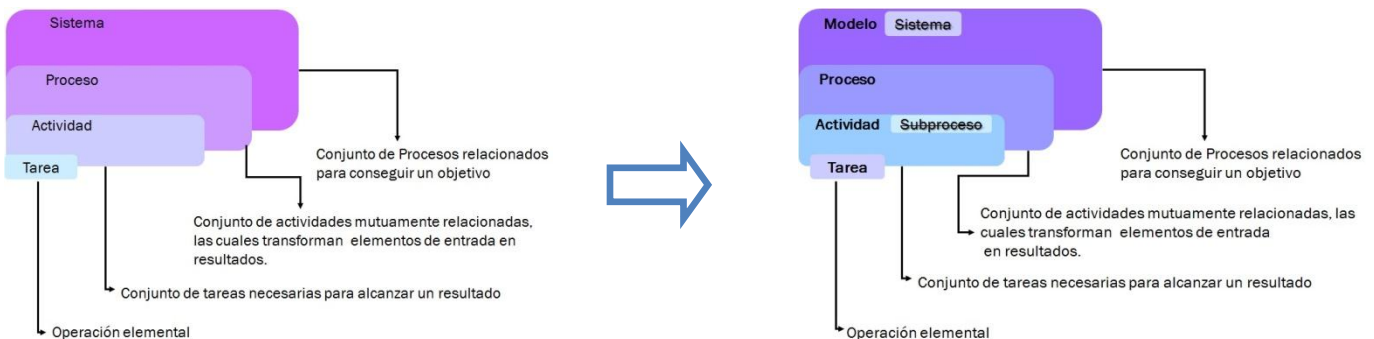 Sistema
Proceso
Actividad
Tarea
Conjunto de Procesos relacionados
para conseguir un objetivo
Conjunto de actividades mutuamente relacionadas,
las cuales transforman elementos de entrada en
resultados.
Conjunto de tareas necesarias para alcanzar un resultado
Operación elemental
Modelo Sistema
Proceso
Actividad Subproceso
Tarea
Conjunto de Procesos relacionados
para conseguir un objetivo
Conjunto de actividades mutuamente relacionadas, las
cuales transforman elementos de entrada
en resultados.
Conjunto de tareas necesarias para alcanzar un resultado
Operación elemental